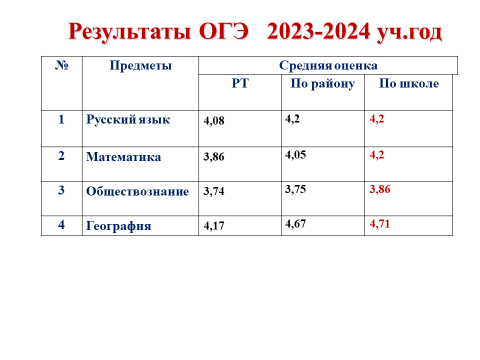 Результаты ОГЭ 2023-2024 уч.год
№ Предметы Средняя оценка
РТ По району По школе
1 Русский язык 4,08 4,2 4,2
2 Математика 3,86 4,05 4,2
3 Обществознание 3,74 3,75 3,86
4 География 4,17 4,67 4,71